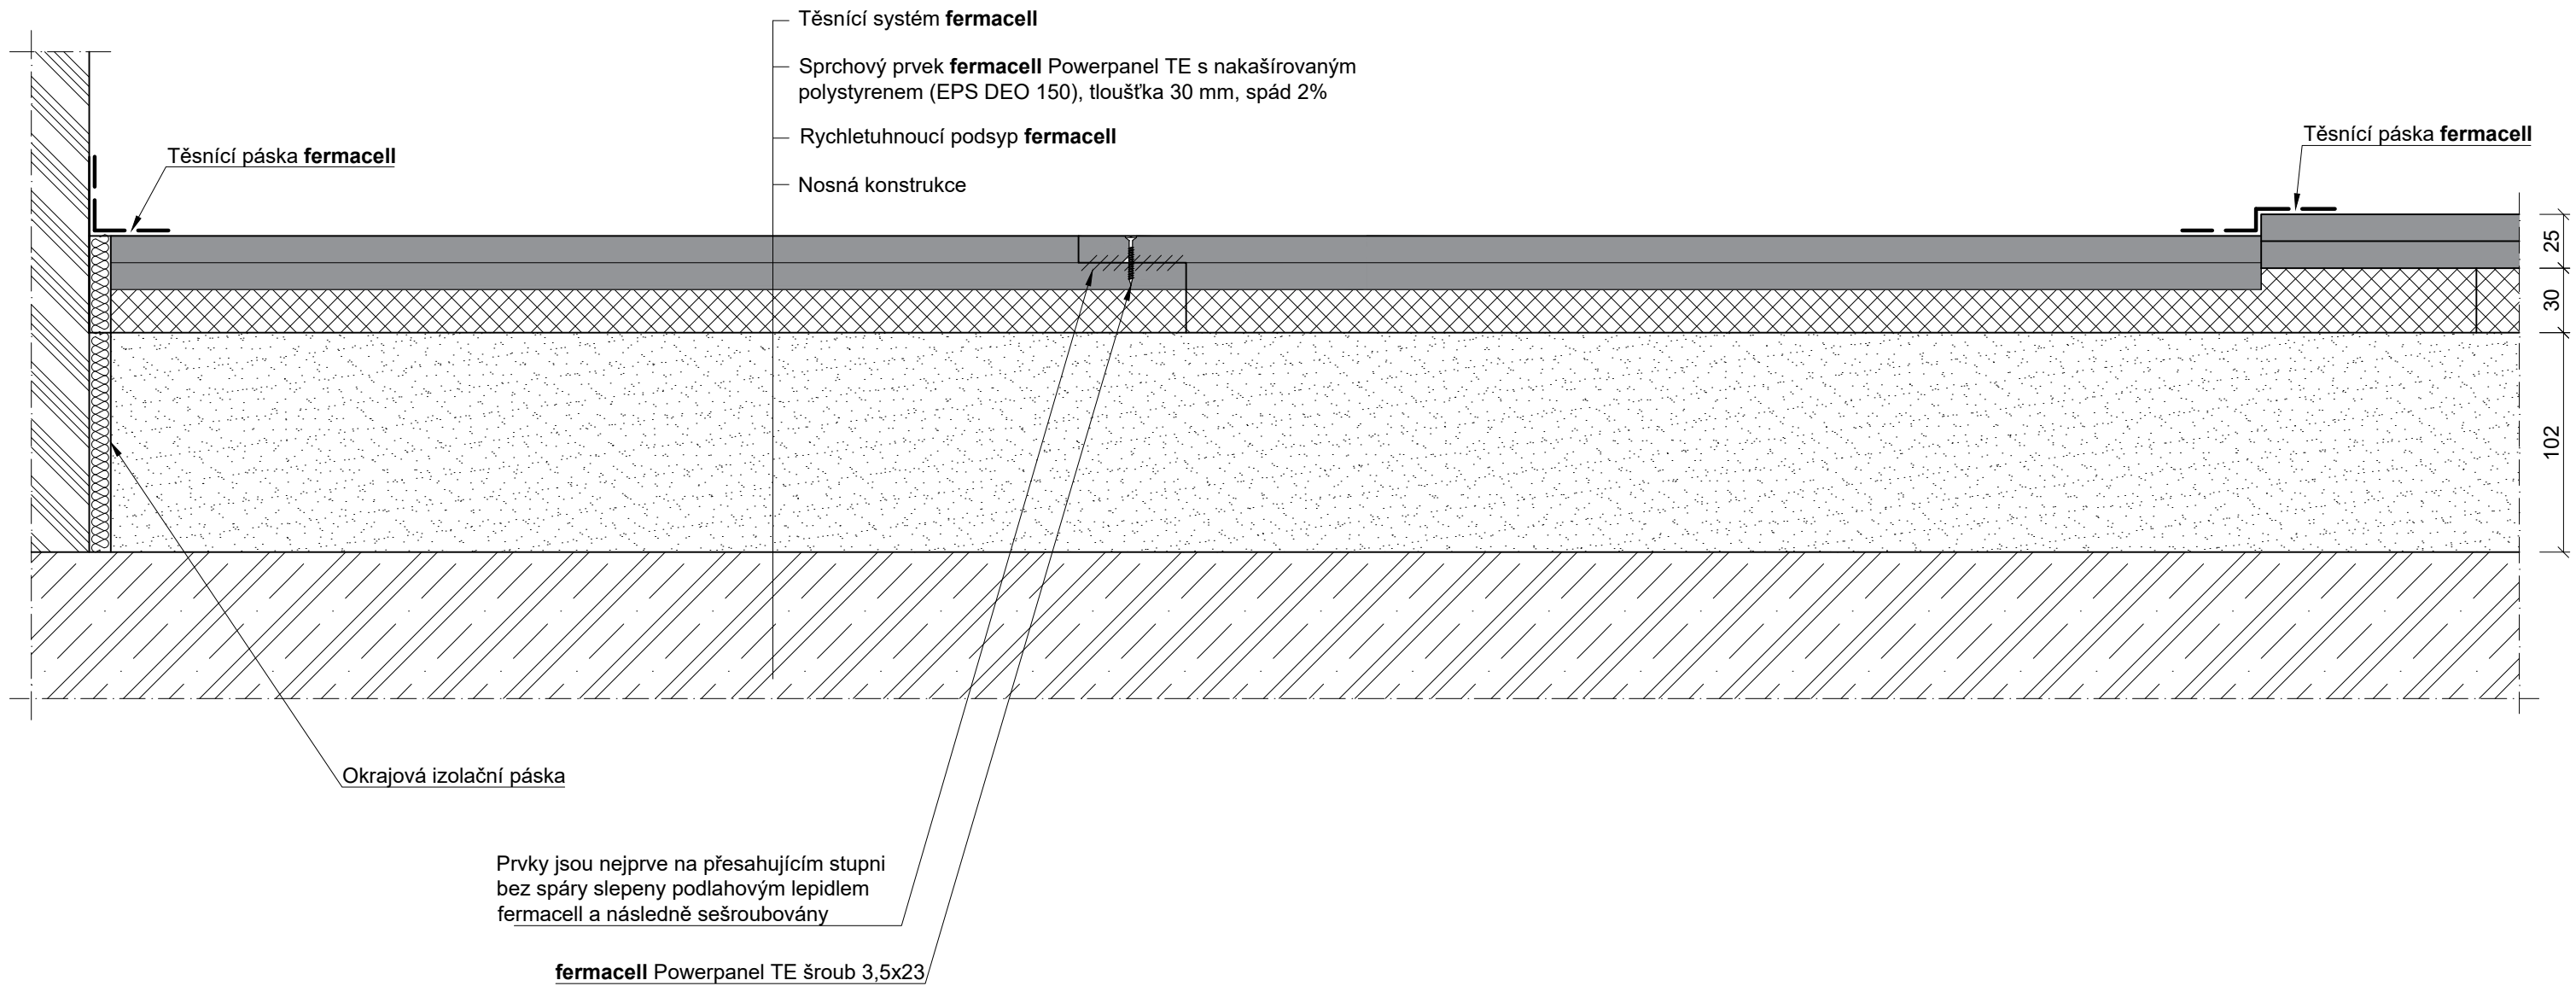 Těsnící systém fermacell
Sprchový prvek fermacell Powerpanel TE s nakašírovaným
polystyrenem (EPS DEO 150), tloušťka 30 mm, spád 2%
Rychletuhnoucí podsyp fermacell
Nosná konstrukce
Těsnící páska fermacell
Těsnící páska fermacell
25
30
102
Okrajová izolační páska
Prvky jsou nejprve na přesahujícím stupni
bez spáry slepeny podlahovým lepidlem
fermacell a následně sešroubovány
fermacell Powerpanel TE šroub 3,5x23